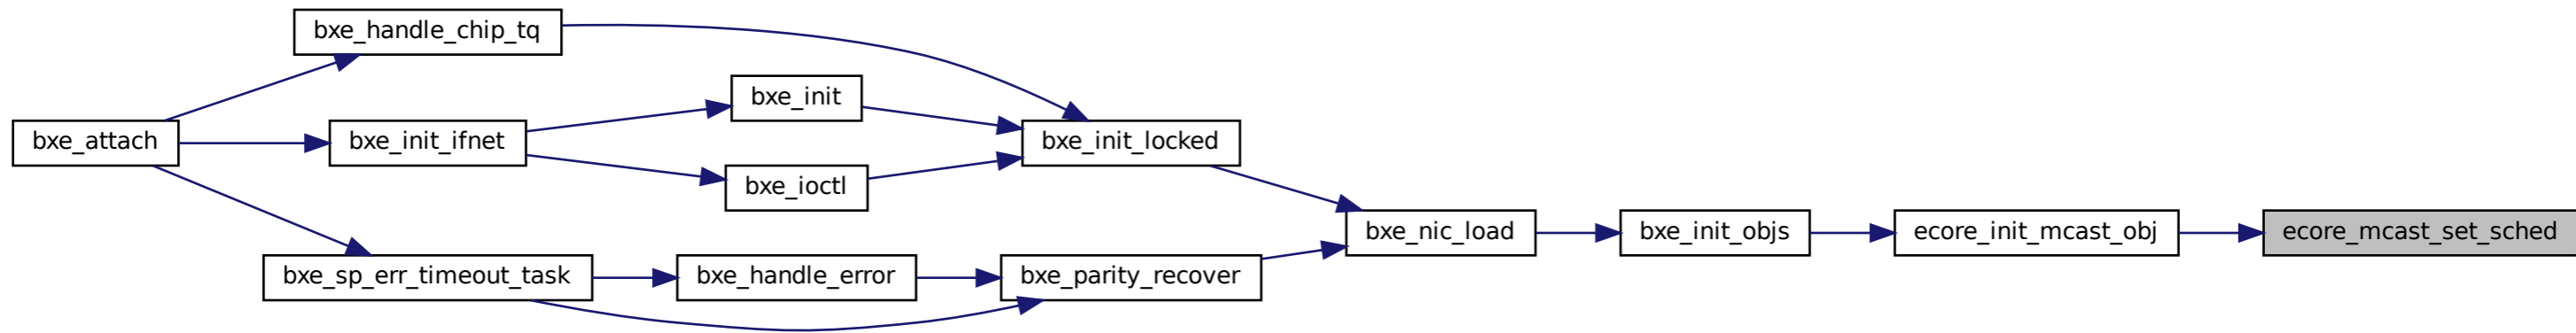 bxe_handle_chip_tq
bxe_init
bxe_attach
bxe_init_ifnet
bxe_init_locked
bxe_ioctl
bxe_nic_load
bxe_init_objs
ecore_init_mcast_obj
ecore_mcast_set_sched
bxe_sp_err_timeout_task
bxe_handle_error
bxe_parity_recover